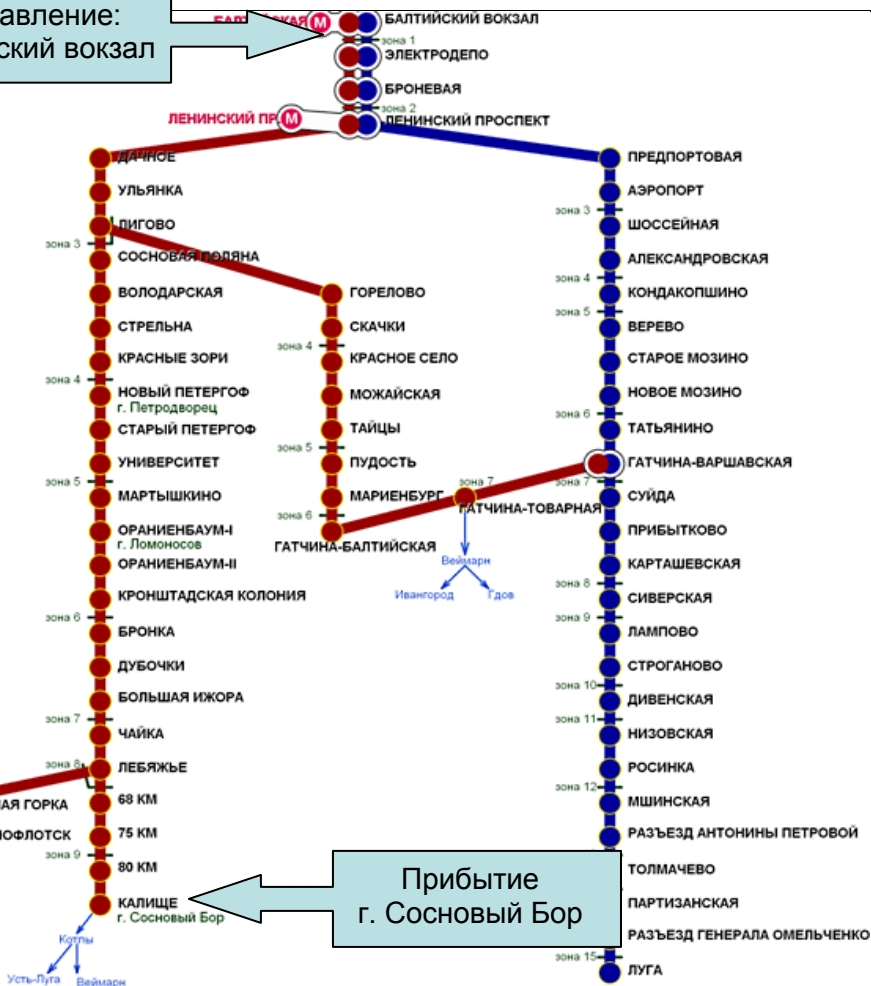 авление:
ский вокзал
БАЛТИЙСКАЯ М
БАЛТИЙСКИЙ ВОКЗАЛ
зона 1
ЭЛЕКТРОДЕПО
БРОНЕВАЯ
зона 2
ЛЕНИНСКИЙ ПР М
ЛЕНИНСКИЙ ПРОСПЕКТ
ДАЧНОЕ
УЛЬЯНКА
ЛИГОВО
зона 3
СОСНОВАЯ ПОЛЯНА
ВОЛОДАРСКАЯ
СТРЕЛЬНА
КРАСНЫЕ ЗОРИ
зона 4
НОВЫЙ ПЕТЕРГОФ
г. Петродворец
СТАРЫЙ ПЕТЕРГОФ
УНИВЕРСИТЕТ
зона 5
МАРТЫШКИНО
ОРАНИЕНБАУМ-I
г. Ломоносов
ОРАНИЕНБАУМ-II
КРОНШТАДСКАЯ КОЛОНИЯ
зона 6
БРОНКА
ДУБОЧКИ
БОЛЬШАЯ ИЖОРА
зона 7
ЧАЙКА
зона 8
ЛЕБЯЖЬЕ
АЯ ГОРКА
68 КМ
ОФЛОТСК
75 КМ
зона 9
80 КМ
КАЛИЩЕ
г. Сосновый Бор
Котлы
Усть-Луга
Веймарн
ГОРЕЛОВО
СКАЧКИ
зона 4
КРАСНОЕ СЕЛО
МОЖАЙСКАЯ
ТАЙЦЫ
зона 5
ПУДОСТЬ
МАРИЕНБУРГ
зона 6
ГАТЧИНА-БАЛТИЙСКАЯ
зона 7
ГАТЧИНА-ТОВАРНАЯ
Веймарн
Ивангород
Гдов
Прибытие
г. Сосновый Бор
ПРЕДПОРТОВАЯ
АЭРОПОРТ
зона 3
ШОССЕЙНАЯ
АЛЕКСАНДРОВСКАЯ
зона 4
КОНДАКОПШИНО
зона 5
ВЕРЕВО
СТАРОЕ МОЗИНО
НОВОЕ МОЗИНО
зона 6
ТАТЬЯНИНО
ГАТЧИНА-ВАРШАВСКАЯ
зона 7
СУЙДА
ПРИБЫТКОВО
КАРТАШЕВСКАЯ
зона 8
СИВЕРСКАЯ
зона 9
ЛАМПОВО
СТРОГАНОВО
зона 10
ДИВЕНСКАЯ
зона 11
НИЗОВСКАЯ
РОСИНКА
зона 12
МШИНСКАЯ
РАЗЪЕЗД АНТОНИНЫ ПЕТРОВОЙ
ТОЛМАЧЕВО
ПАРТИЗАНСКАЯ
РАЗЪЕЗД ГЕНЕРАЛА ОМЕЛЬЧЕНКО
зона 15
ЛУГА